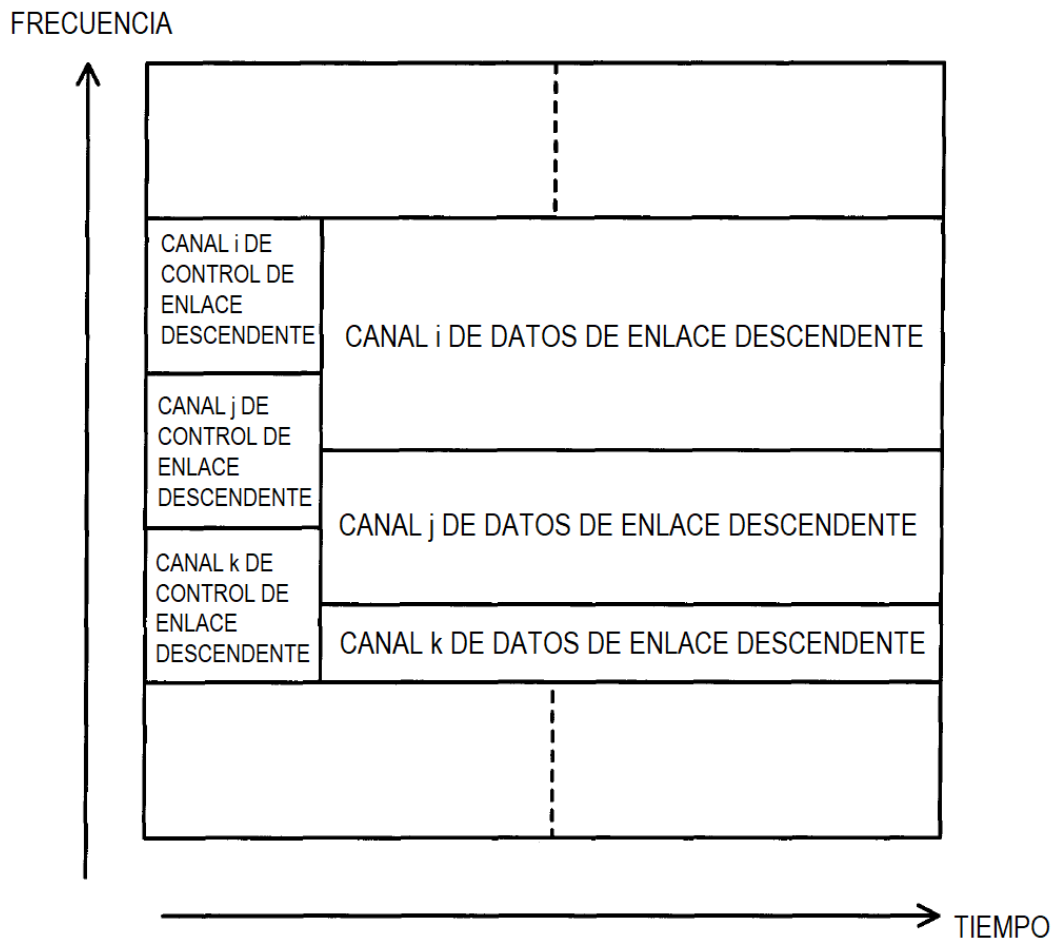 FRECUENCIA
CANAL i DE
CONTROL DE
ENLACE
DESCENDENTE
CANAL i DE DATOS DE ENLACE DESCENDENTE
CANAL j DE
CONTROL DE
ENLACE
DESCENDENTE
CANAL j DE DATOS DE ENLACE DESCENDENTE
CANAL k DE
CONTROL DE
ENLACE
DESCENDENTE
CANAL k DE DATOS DE ENLACE DESCENDENTE
TIEMPO